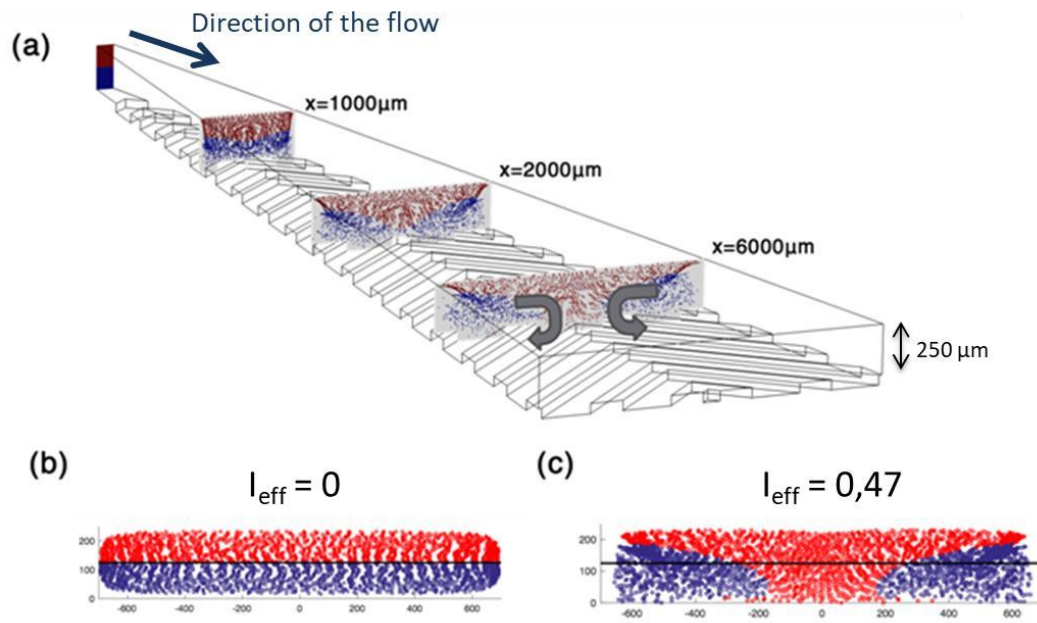 (a)
Direction of the flow
x=1000µm
x=2000µm
x=6000µm
250 µm
(b)
I_eff = 0
200
100
0
-600 -400 -200 0 200 400 600
(c)
I_eff = 0,47
200
100
0
-600 -400 -200 0 200 400 600